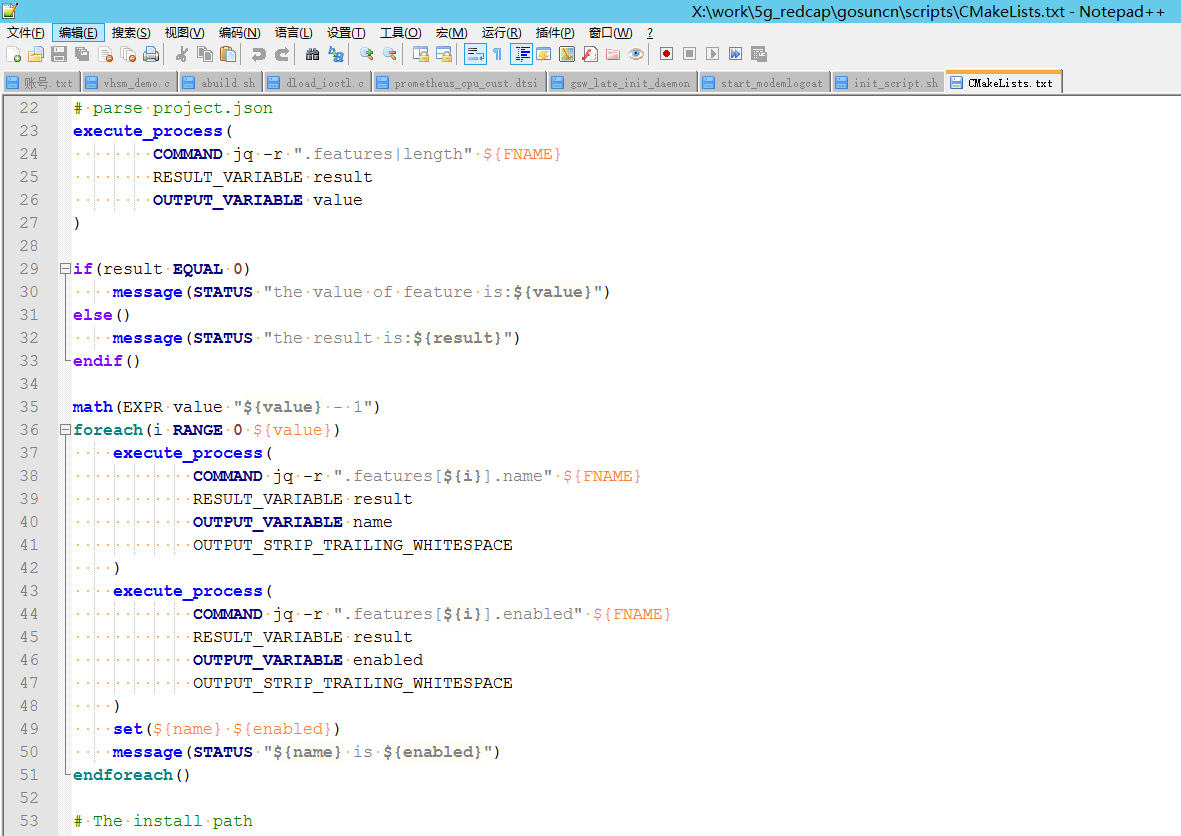 X:\work\5g_redcap\gosuncn\scripts\CMakeLists.txt - Notepad++
文件(F) 编辑(E) 搜索(S) 视图(V) 编码(N) 语言(L) 设置(T) 工具(O) 宏(M) 运行(R) 插件(P) 窗口(W) ?
账号.txt vhsm_demo.c abuild.sh dload_ioctl.c prometheus_cpu_cust.dtsi gsw_late_init_daemon start_modemlogcat init_script.sh CMakeLists.txt
22 # parse project.json
23 execute_process(
24 COMMAND jq -r ".features|length" ${FNAME}
25 RESULT_VARIABLE result
26 OUTPUT_VARIABLE value
27 )
28
29 if(result EQUAL 0)
30 message(STATUS "the value of feature is:${value}")
31 else()
32 message(STATUS "the result is:${result}")
33 endif()
34
35 math(EXPR value "${value} - 1")
36 foreach(i RANGE 0 ${value})
37 execute_process(
38 COMMAND jq -r ".features[${i}].name" ${FNAME}
39 RESULT_VARIABLE result
40 OUTPUT_VARIABLE name
41 OUTPUT_STRIP_TRAILING_WHITESPACE
42 )
43 execute_process(
44 COMMAND jq -r ".features[${i}].enabled" ${FNAME}
45 RESULT_VARIABLE result
46 OUTPUT_VARIABLE enabled
47 OUTPUT_STRIP_TRAILING_WHITESPACE
48 )
49 set(${name} ${enabled})
50 message(STATUS "${name} is ${enabled}")
51 endforeach()
52
53 # The install path